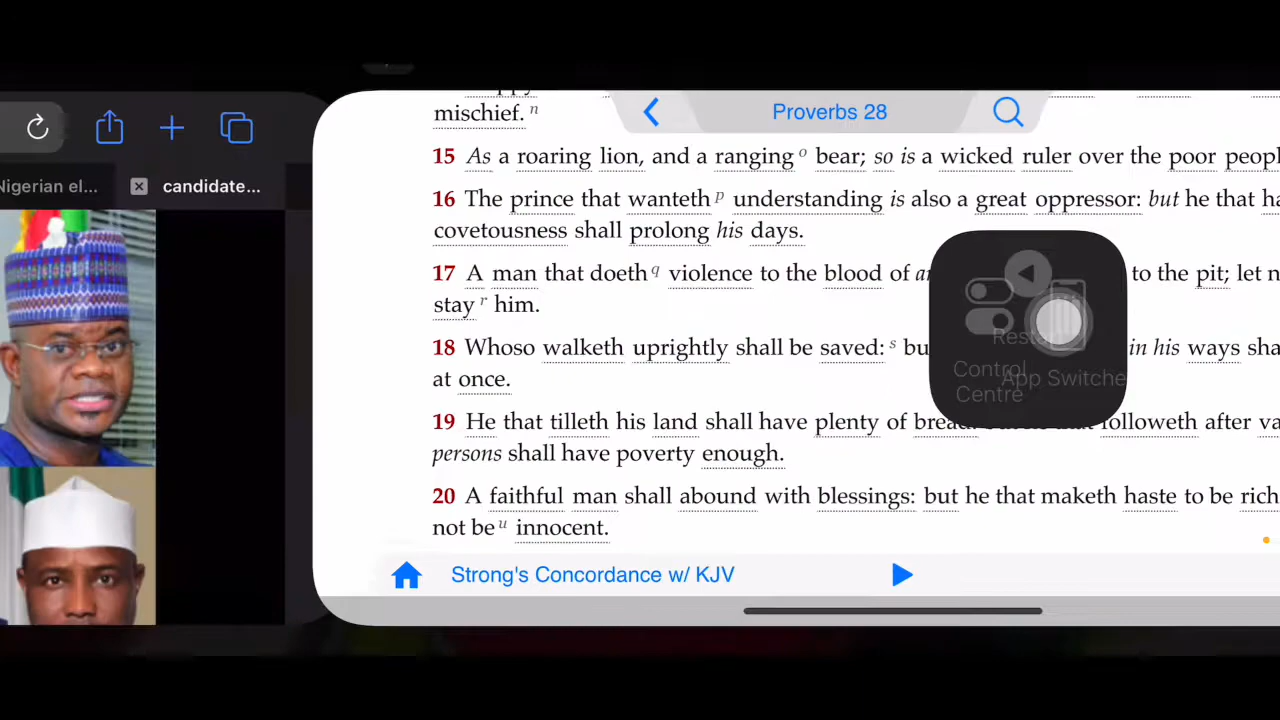 Nigerian el...
candidate...
Proverbs 28
mischief. n
15 As a roaring lion, and a ranging o bear; so is a wicked ruler over the poor
16 The prince that wanteth p understanding is also a great oppressor: but he that
covetousness shall prolong his days.
17 A man that doeth q violence to the blood of to the pit; let
stay r him.
18 Whoso walketh uprightly shall be saved: s in his ways
at once.
19 He that tilleth his land shall have plenty of bread: followeth after
persons shall have poverty enough.
20 A faithful man shall abound with blessings: but he that maketh haste to be rich
not be u innocent.
Control
Centre
App Switche
Strong's Concordance w/ KJV